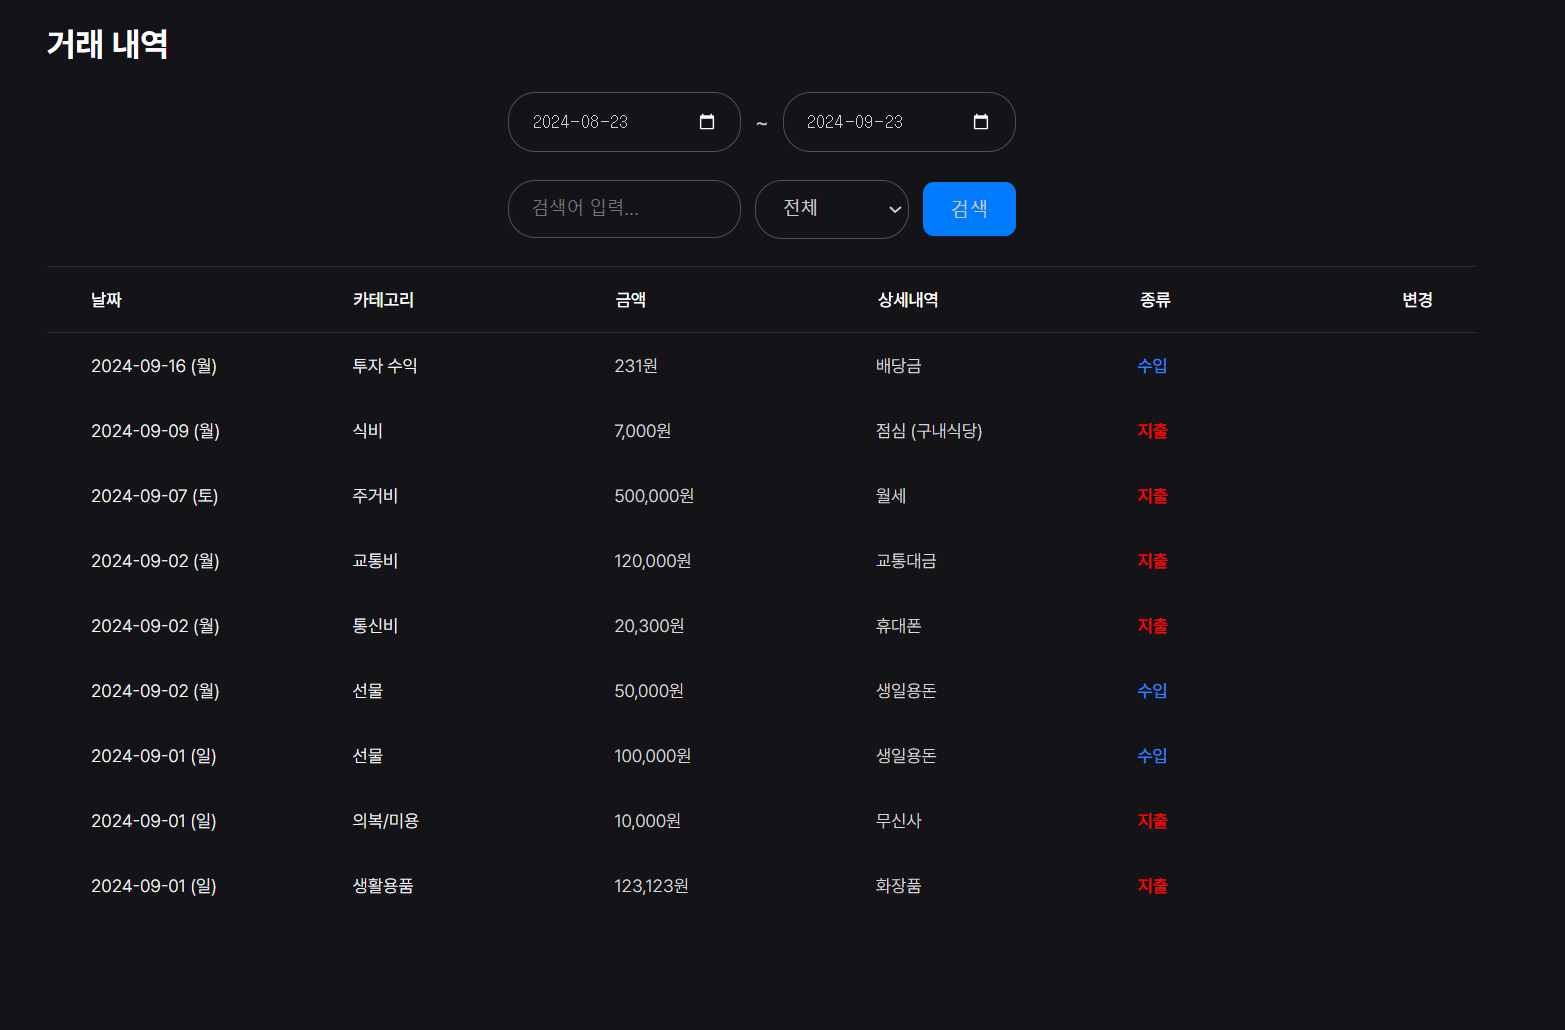 거래 내역
2024-08-23 ~ 2024-09-23
검색어 입력... 전체 검색
날짜 카테고리 금액 상세내역 종류 변경
2024-09-16 (월) 투자 수익 231원 배당금 수입
2024-09-09 (월) 식비 7,000원 점심 (구내식당) 지출
2024-09-07 (토) 주거비 500,000원 월세 지출
2024-09-02 (월) 교통비 120,000원 교통대금 지출
2024-09-02 (월) 통신비 20,300원 휴대폰 지출
2024-09-02 (월) 선물 50,000원 생일용돈 수입
2024-09-01 (일) 선물 100,000원 생일용돈 수입
2024-09-01 (일) 의복/미용 10,000원 무신사 지출
2024-09-01 (일) 생활용품 123,123원 화장품 지출